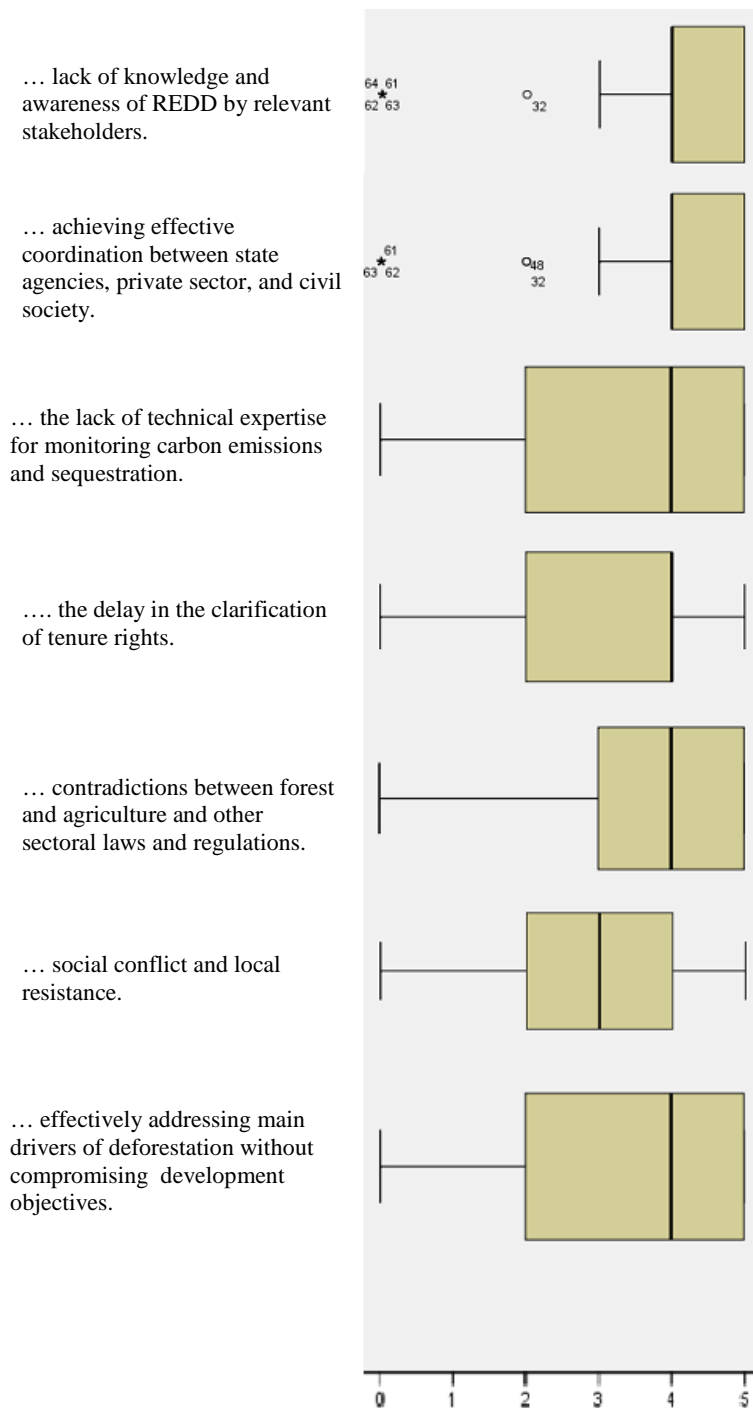 … lack of knowledge and
awareness of REDD by relevant
stakeholders.
64 61
62 63
32
… achieving effective
coordination between state
agencies, private sector, and civil
society.
61
63 62
48
32
… the lack of technical expertise
for monitoring carbon emissions
and sequestration.
…. the delay in the clarification
of tenure rights.
… contradictions between forest
and agriculture and other
sectoral laws and regulations.
… social conflict and local
resistance.
… effectively addressing main
drivers of deforestation without
compromising development
objectives.
0 1 2 3 4 5